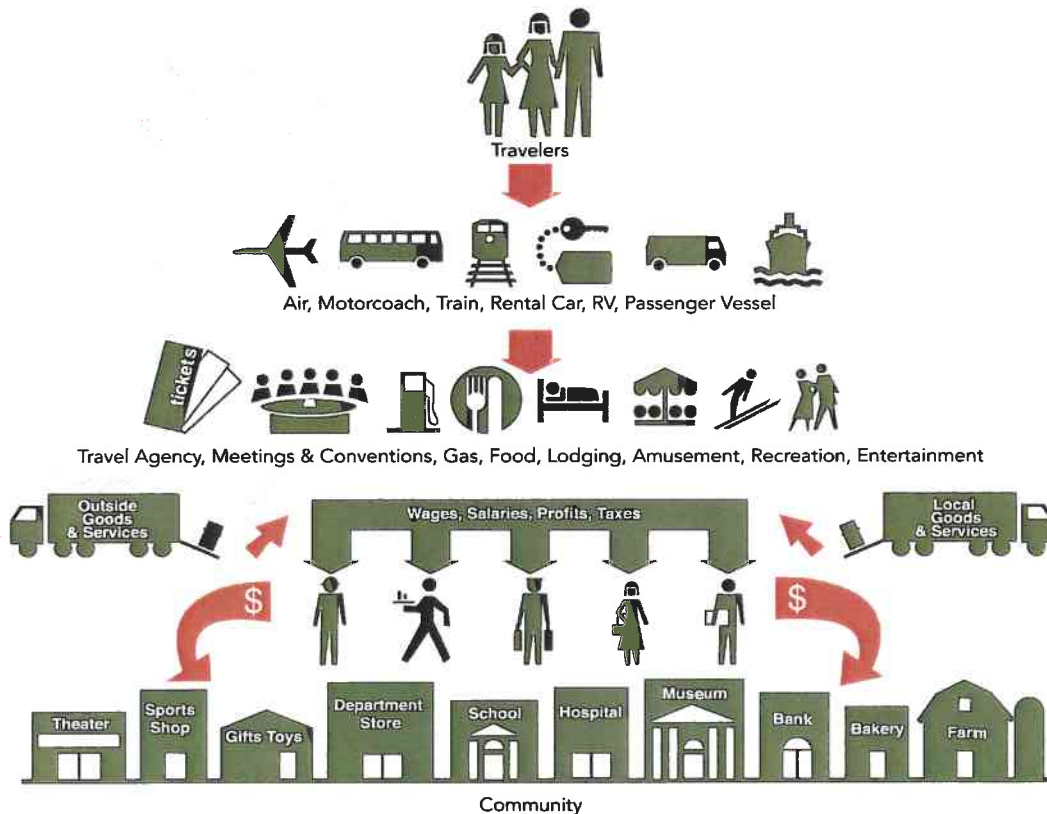 Travelers
Air, Motorcoach, Train, Rental Car, RV, Passenger Vessel
tickets
Travel Agency, Meetings & Conventions, Gas, Food, Lodging, Amusement, Recreation, Entertainment
Outside
Goods
& Services
Wages, Salaries, Profits, Taxes
Local
Goods
& Services
$
$
Theater
Sports
Shop
Gifts Toys
Department
Store
School
Hospital
Museum
Bank
Bakery
Farm
Community